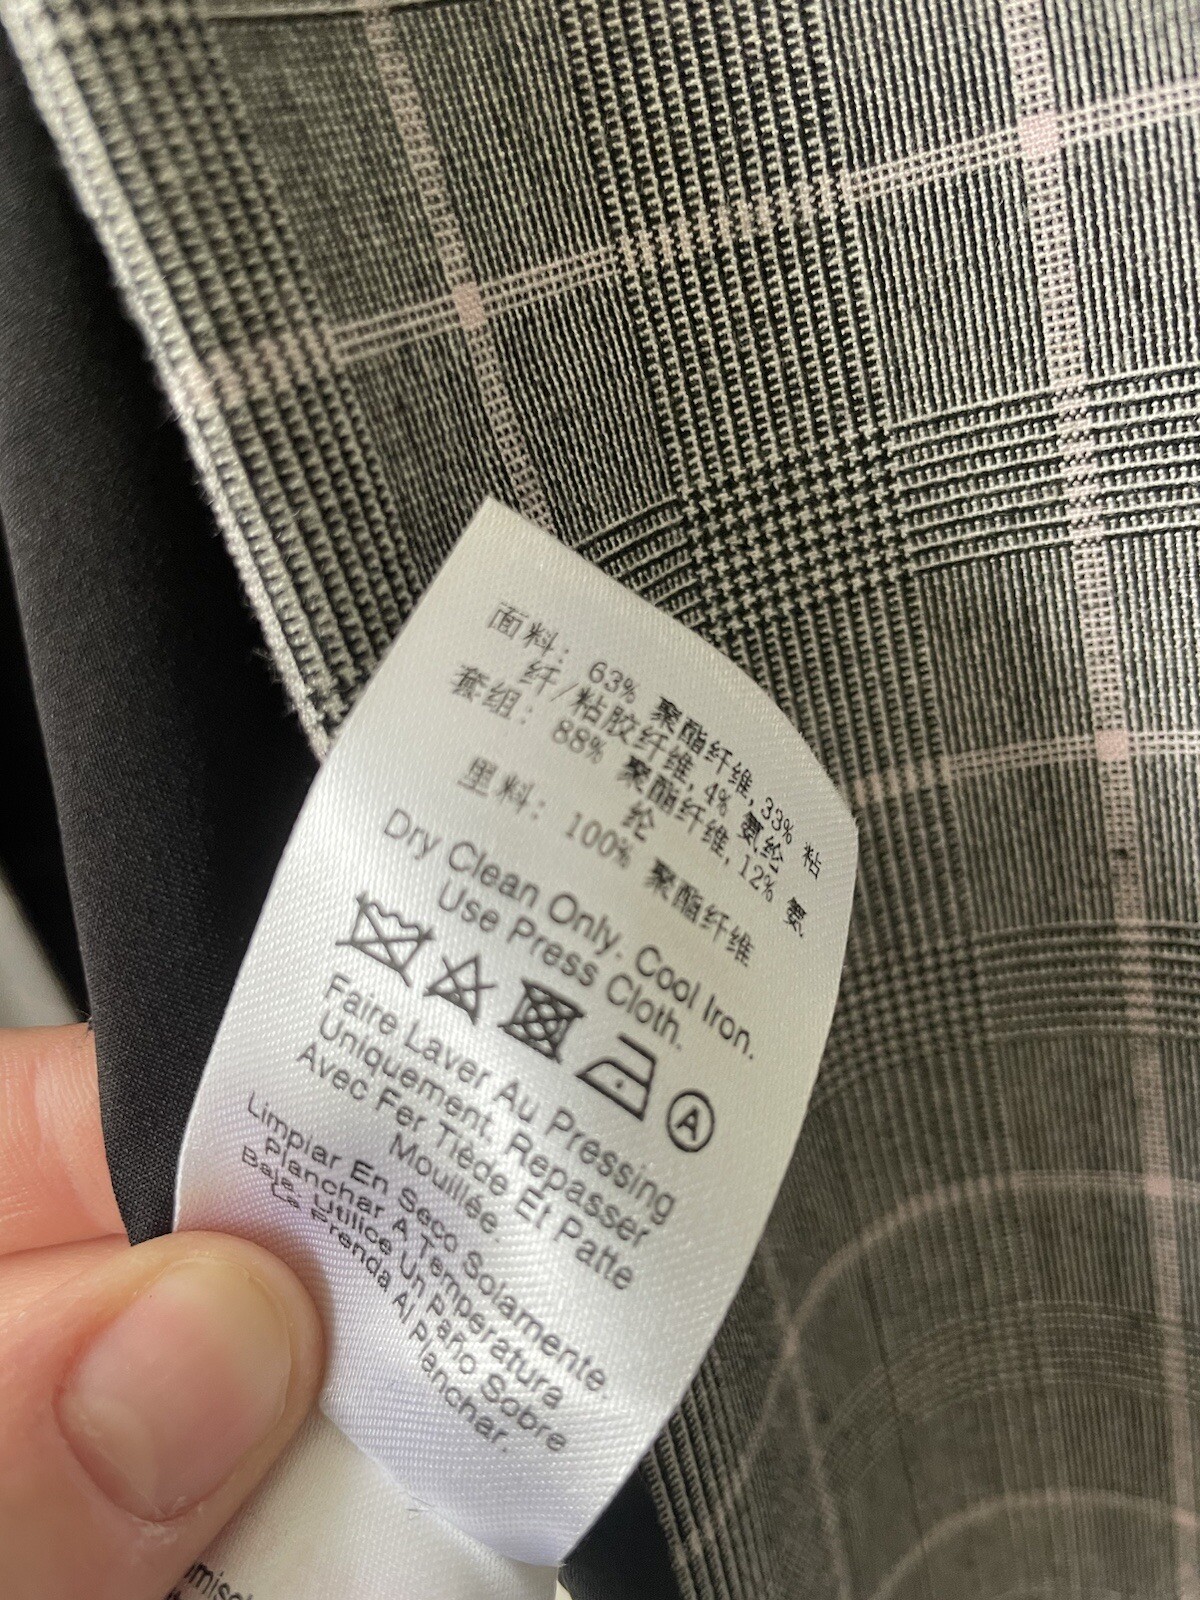 面料: 63% 聚酯纤维, 33% 粘
纤/粘胶纤维, 4% 氨纶
套组: 88% 聚酯纤维, 12% 氨
纶
里料: 100% 聚酯纤维
Dry Clean Only. Cool Iron.
Use Press Cloth.
A
Faire Laver Au Pressing
Uniquement. Repasser
Avec Fer Tiède Et Patte
Mouillée.
Limpiar En Seco Solamente.
Planchar A Temperatura
Baja. Utilice Un Paño Sobre
La Prenda Al Planchar.